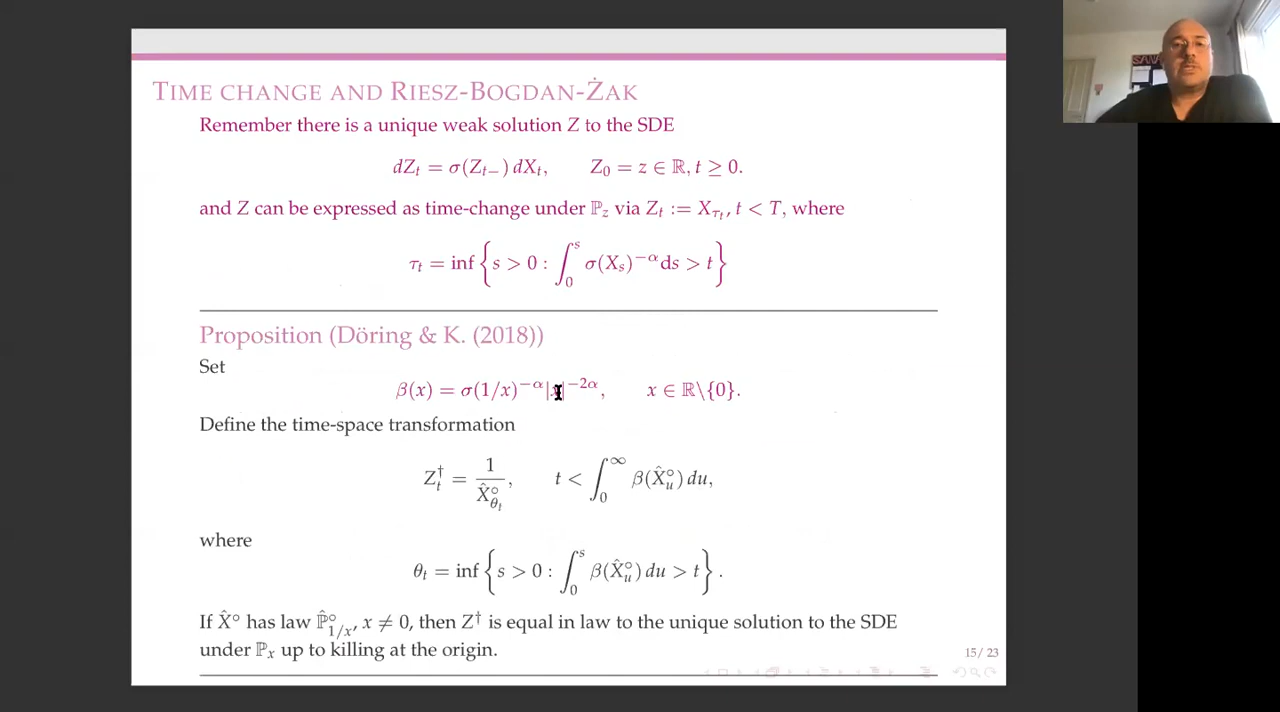 TIME CHANGE AND RIESZ-BOGDAN-ŻAK
Remember there is a unique weak solution Z to the SDE
dZ_t = σ(Z_{t−}) dX_t,   Z_0 = z ∈ ℝ, t ≥ 0.
and Z can be expressed as time-change under ℙ_z via Z_t := X_{τ_t}, t < T, where
τ_t = inf { s > 0 : ∫_0^s σ(X_s)^{−α} ds > t }
Proposition (Döring & K. (2018))
Set
β(x) = σ(1/x)^{−α} |x|^{−2α},   x ∈ ℝ\{0}.
Define the time-space transformation
Z_t^† = 1 / X̂°_{θ_t},   t < ∫_0^∞ β(X̂°_u) du,
where
θ_t = inf { s > 0 : ∫_0^s β(X̂°_u) du > t } .
If X̂° has law ℙ̂°_{1/x}, x ≠ 0, then Z^† is equal in law to the unique solution to the SDE
under ℙ_x up to killing at the origin.
15/ 23